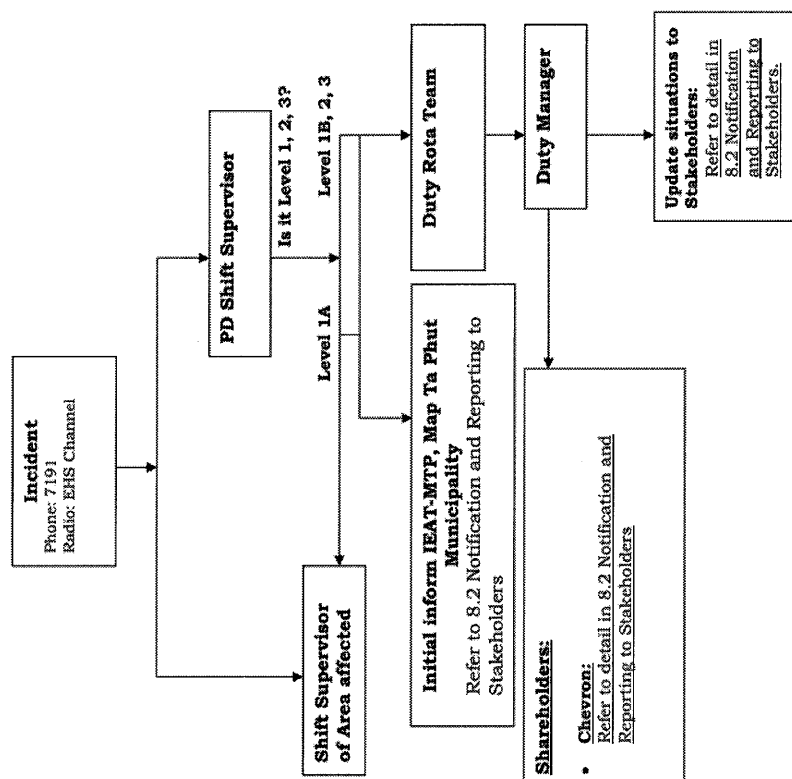 Incident
Phone: 7191
Radio: EHS Channel
PD Shift Supervisor
Is it Level 1, 2, 3?
Level 1A
Level 1B, 2, 3
Shift Supervisor
of Area affected
Initial inform IEAT-MTP, Map Ta Phut
Municipality
Refer to 8.2 Notification and Reporting to
Stakeholders
Duty Rota Team
Duty Manager
Shareholders:
• Chevron:
Refer to detail in 8.2 Notification and
Reporting to Stakeholders
Update situations to
Stakeholders:
Refer to detail in
8.2 Notification
and Reporting to
Stakeholders.